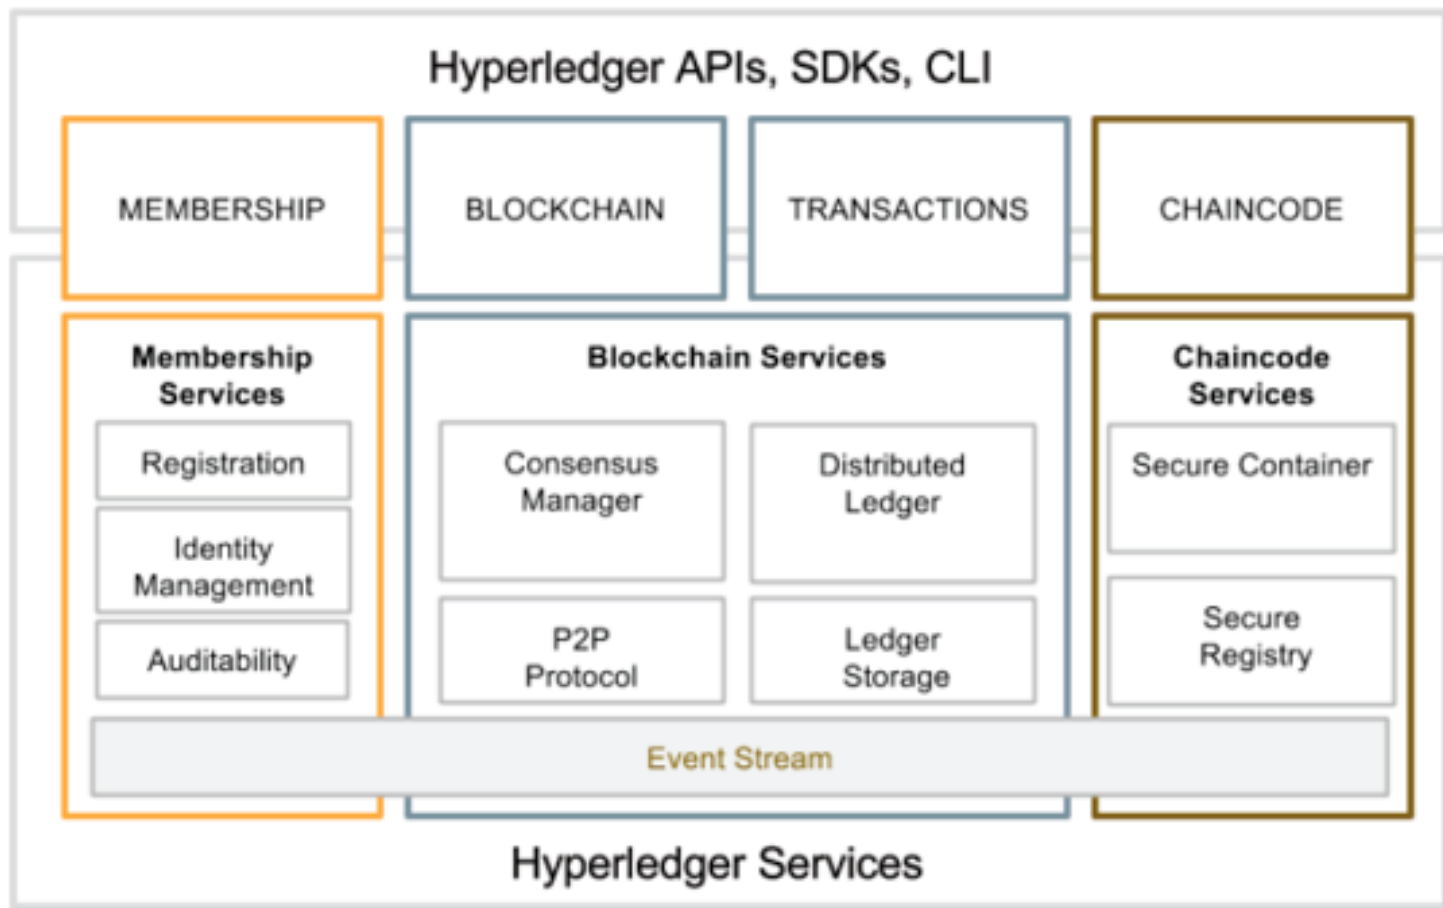 Hyperledger APIs, SDKs, CLI
MEMBERSHIP
BLOCKCHAIN
TRANSACTIONS
CHAINCODE
Membership
Services
Registration
Identity
Management
Auditability
Blockchain Services
Consensus
Manager
Distributed
Ledger
P2P
Protocol
Ledger
Storage
Chaincode
Services
Secure Container
Secure
Registry
Event Stream
Hyperledger Services